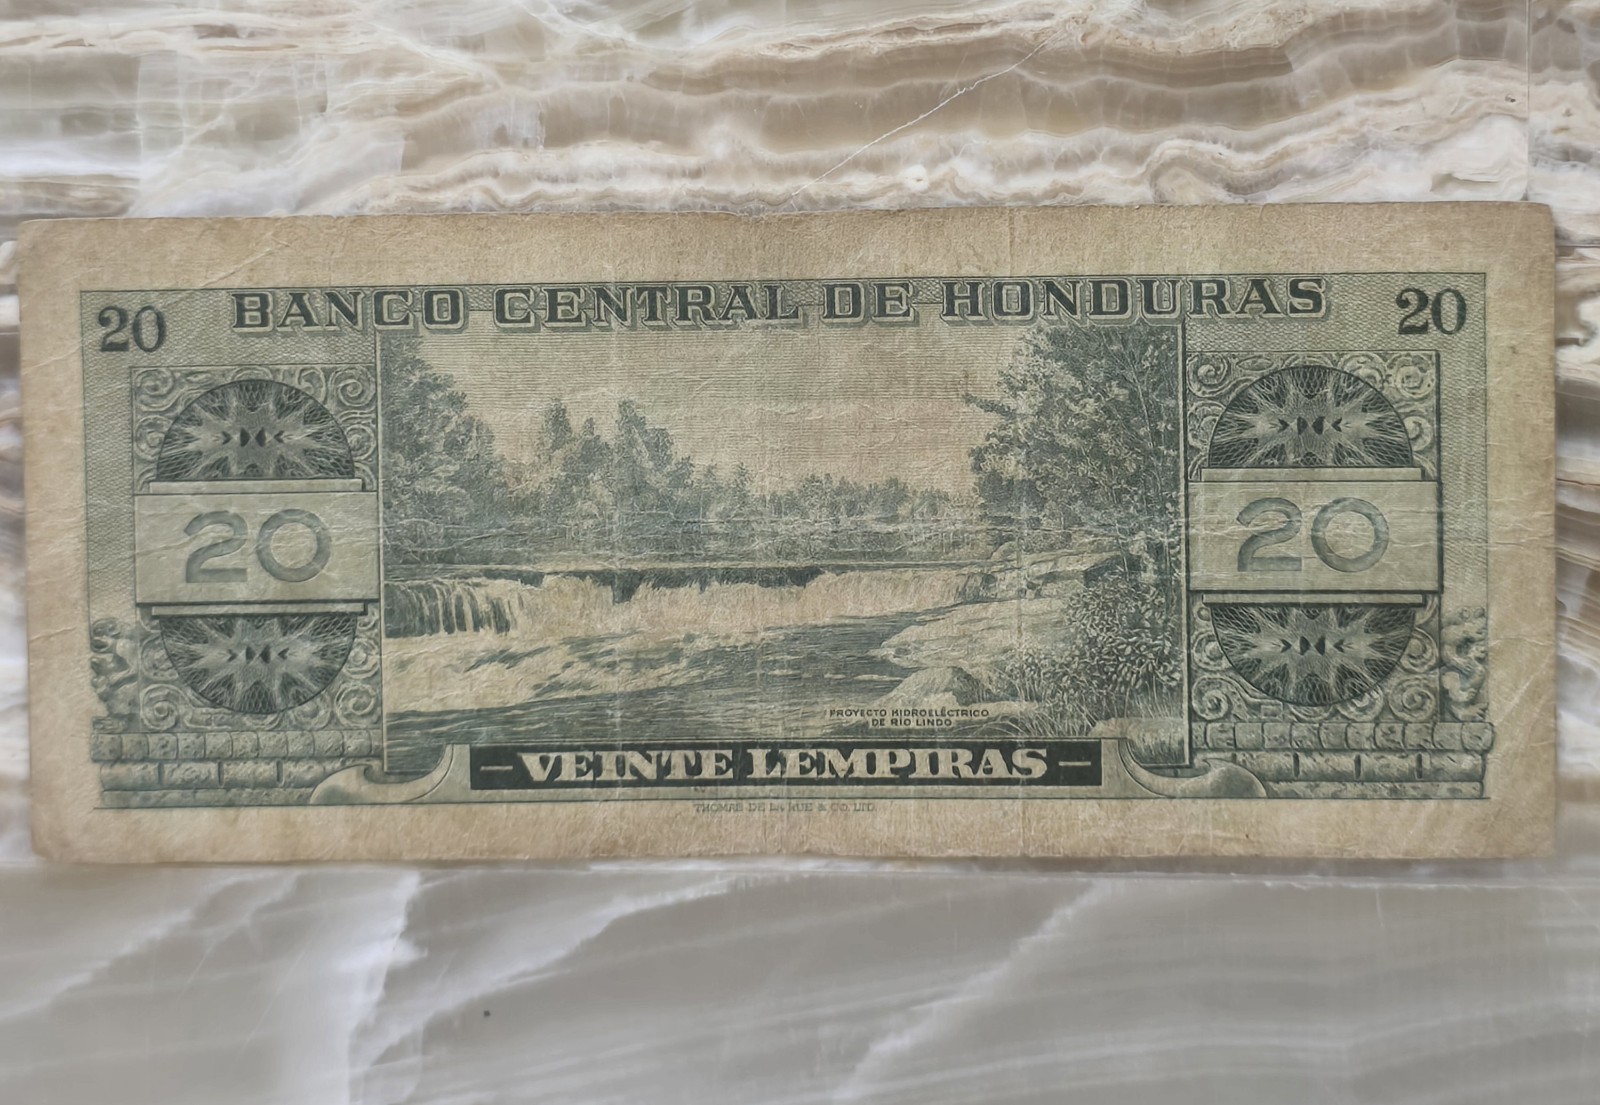 20 BANCO CENTRAL DE HONDURAS 20
20 20
PROYECTO HIDROELÉCTRICO
DE RIO LINDO
– VEINTE LEMPIRAS –
THOMAS DE LA RUE & CO. LTD.